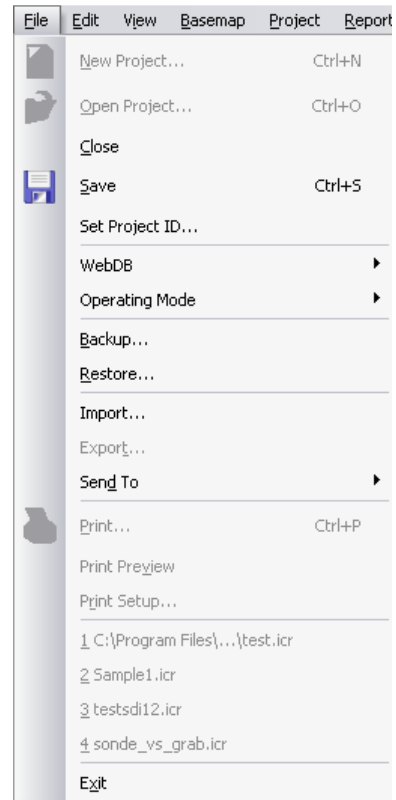 File Edit View Basemap Project Report
New Project... Ctrl+N
Open Project... Ctrl+O
Close
Save Ctrl+S
Set Project ID...
WebDB
Operating Mode
Backup...
Restore...
Import...
Export...
Send To
Print... Ctrl+P
Print Preview
Print Setup...
1 C:\Program Files\...\test.icr
2 Sample1.icr
3 testsdi12.icr
4 sonde_vs_grab.icr
Exit